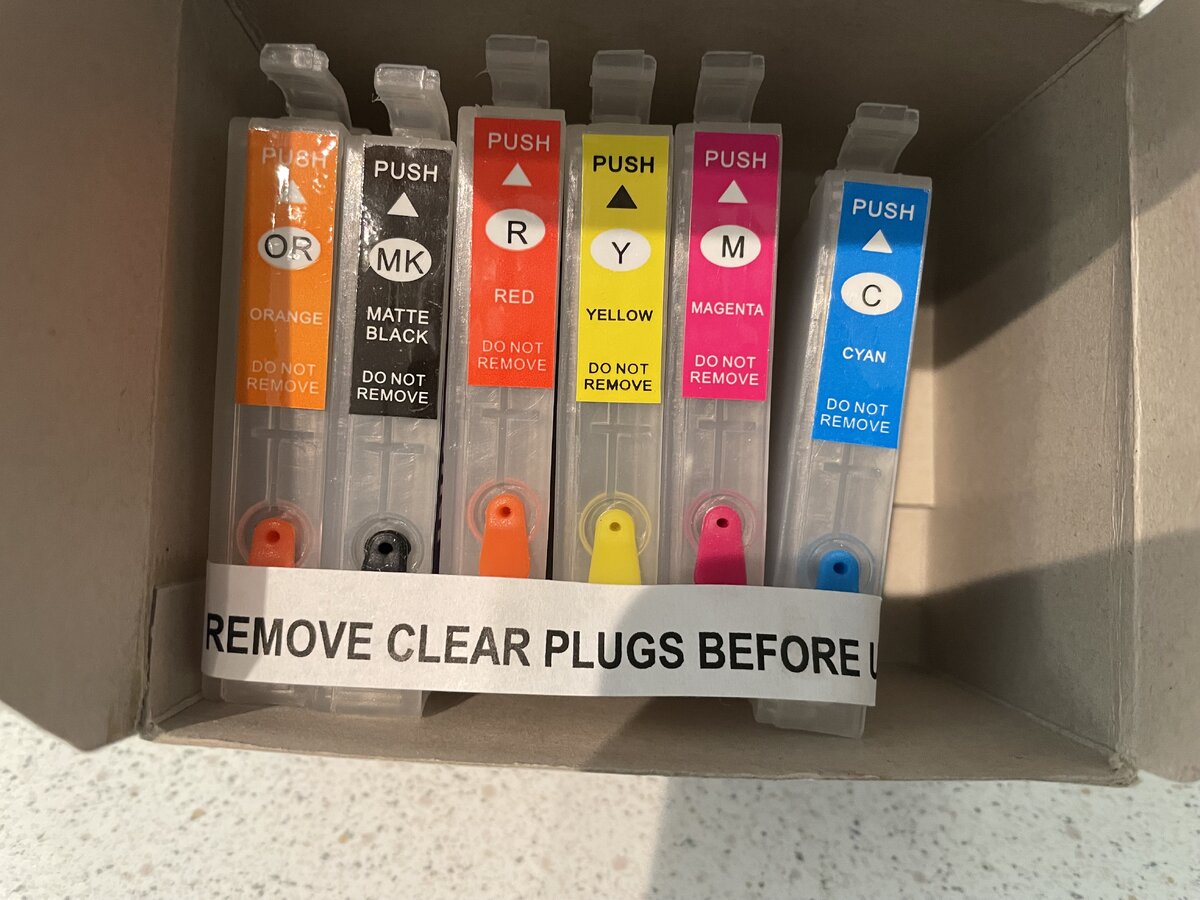 PUSH
OR
ORANGE
DO NOT
REMOVE
PUSH
MK
MATTE
BLACK
DO NOT
REMOVE
PUSH
R
RED
DO NOT
REMOVE
PUSH
Y
YELLOW
DO NOT
REMOVE
PUSH
M
MAGENTA
DO NOT
REMOVE
PUSH
C
CYAN
DO NOT
REMOVE
REMOVE CLEAR PLUGS BEFORE